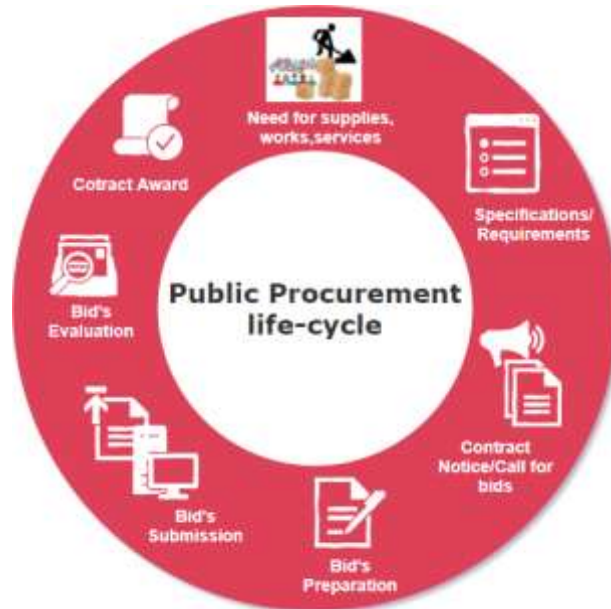 Need for supplies,
works,services
Specifications/
Requirements
Contract
Notice/Call for
bids
Bid's
Preparation
Bid's
Submission
Bid's
Evaluation
Cotract Award
Public Procurement
life-cycle